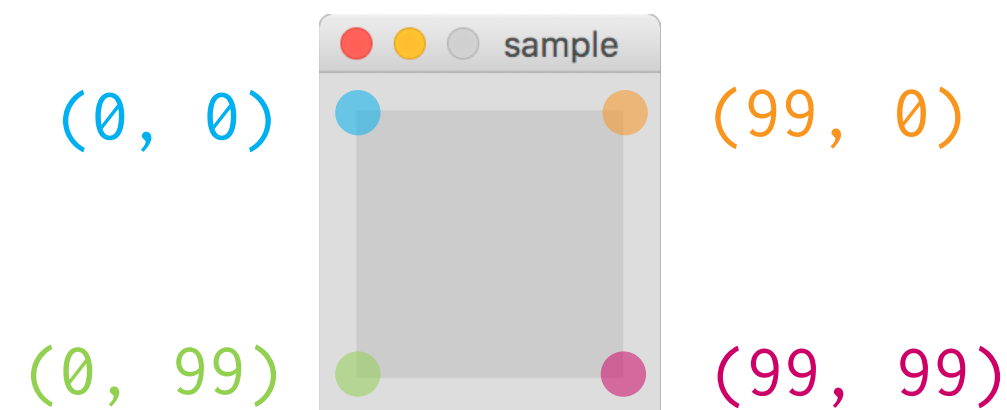 sample
(0, 0)
(99, 0)
(0, 99)
(99, 99)